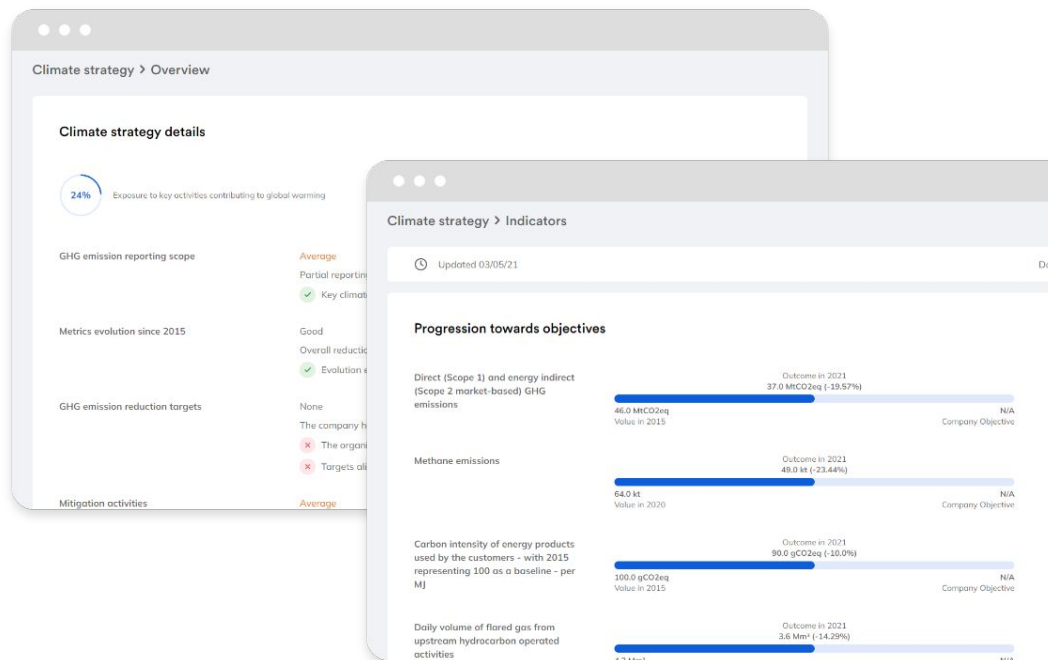 Climate strategy > Overview
Climate strategy details
24%
Exposure to key activities contributing to global warming
GHG emission reporting scope
Average
Partial reporting
Key climat
Metrics evolution since 2015
Good
Overall reductio
Evolution e
GHG emission reduction targets
None
The company h
The organi
Targets ali
Mitigation activities
Average
Climate strategy > Indicators
Updated 03/05/21
Da
Progression towards objectives
Direct (Scope 1) and energy indirect
(Scope 2 market-based) GHG
emissions
Outcome in 2021
37.0 MtCO2eq (-19.57%)
46.0 MtCO2eq
Value in 2015
N/A
Company Objective
Methane emissions
Outcome in 2021
49.0 kt (-23.44%)
64.0 kt
Value in 2020
N/A
Company Objective
Carbon intensity of energy products
used by the customers - with 2015
representing 100 as a baseline - per
MJ
Outcome in 2021
90.0 gCO2eq (-10.0%)
100.0 gCO2eq
Value in 2015
N/A
Company Objective
Daily volume of flared gas from
upstream hydrocarbon operated
activities
Outcome in 2021
3.6 Mm³ (-14.29%)
4.2 Mm³
N/A